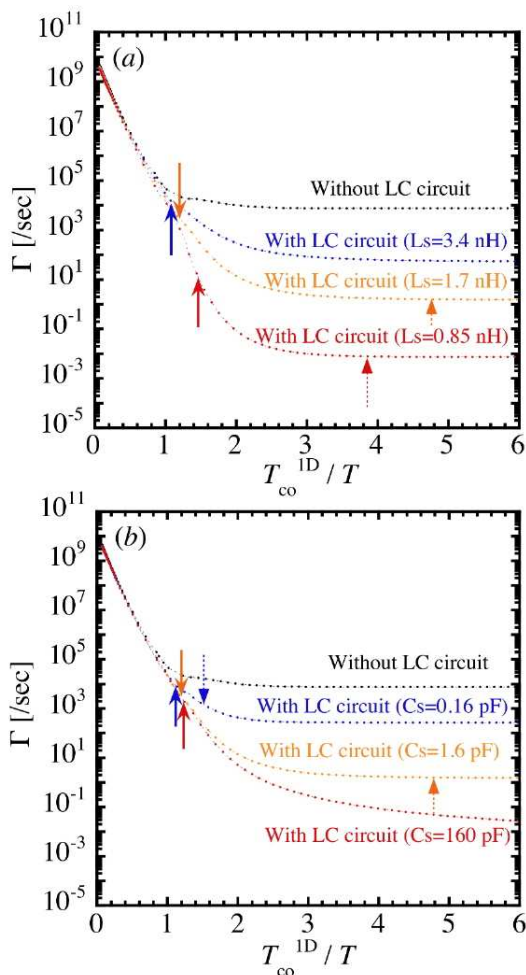 (a)
10^11
10^9
10^7
10^5
10^3
10^1
10^-1
10^-3
10^-5
Γ [/sec]
Without LC circuit
With LC circuit (Ls=3.4 nH)
With LC circuit (Ls=1.7 nH)
With LC circuit (Ls=0.85 nH)
0 1 2 3 4 5 6
T_co^1D / T
(b)
10^11
10^9
10^7
10^5
10^3
10^1
10^-1
10^-3
10^-5
Γ [/sec]
Without LC circuit
With LC circuit (Cs=0.16 pF)
With LC circuit (Cs=1.6 pF)
With LC circuit (Cs=160 pF)
0 1 2 3 4 5 6
T_co^1D / T